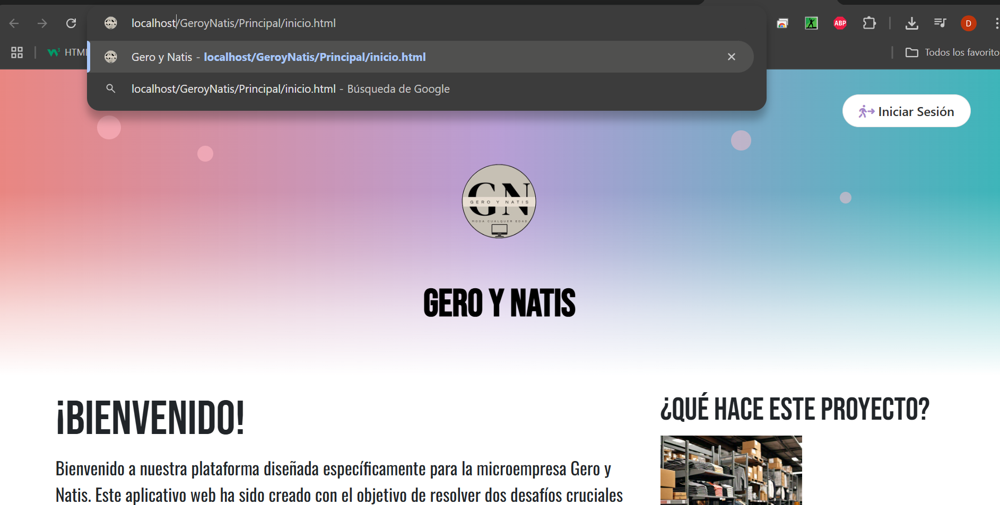 localhost/GeroyNatis/Principal/inicio.html
ABP
D
HTM
Todos los favorito
Gero y Natis - localhost/GeroyNatis/Principal/inicio.html
localhost/GeroyNatis/Principal/inicio.html - Búsqueda de Google
Iniciar Sesión
GN
GERO Y NATIS
MODA CUALQUER EDAD
GERO Y NATIS
¡BIENVENIDO!
¿QUÉ HACE ESTE PROYECTO?
Bienvenido a nuestra plataforma diseñada específicamente para la microempresa Gero y
Natis. Este aplicativo web ha sido creado con el objetivo de resolver dos desafíos cruciales